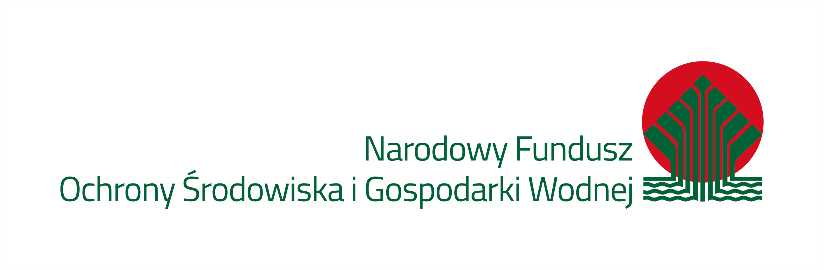 Narodowy Fundusz
Ochrony Środowiska i Gospodarki Wodnej